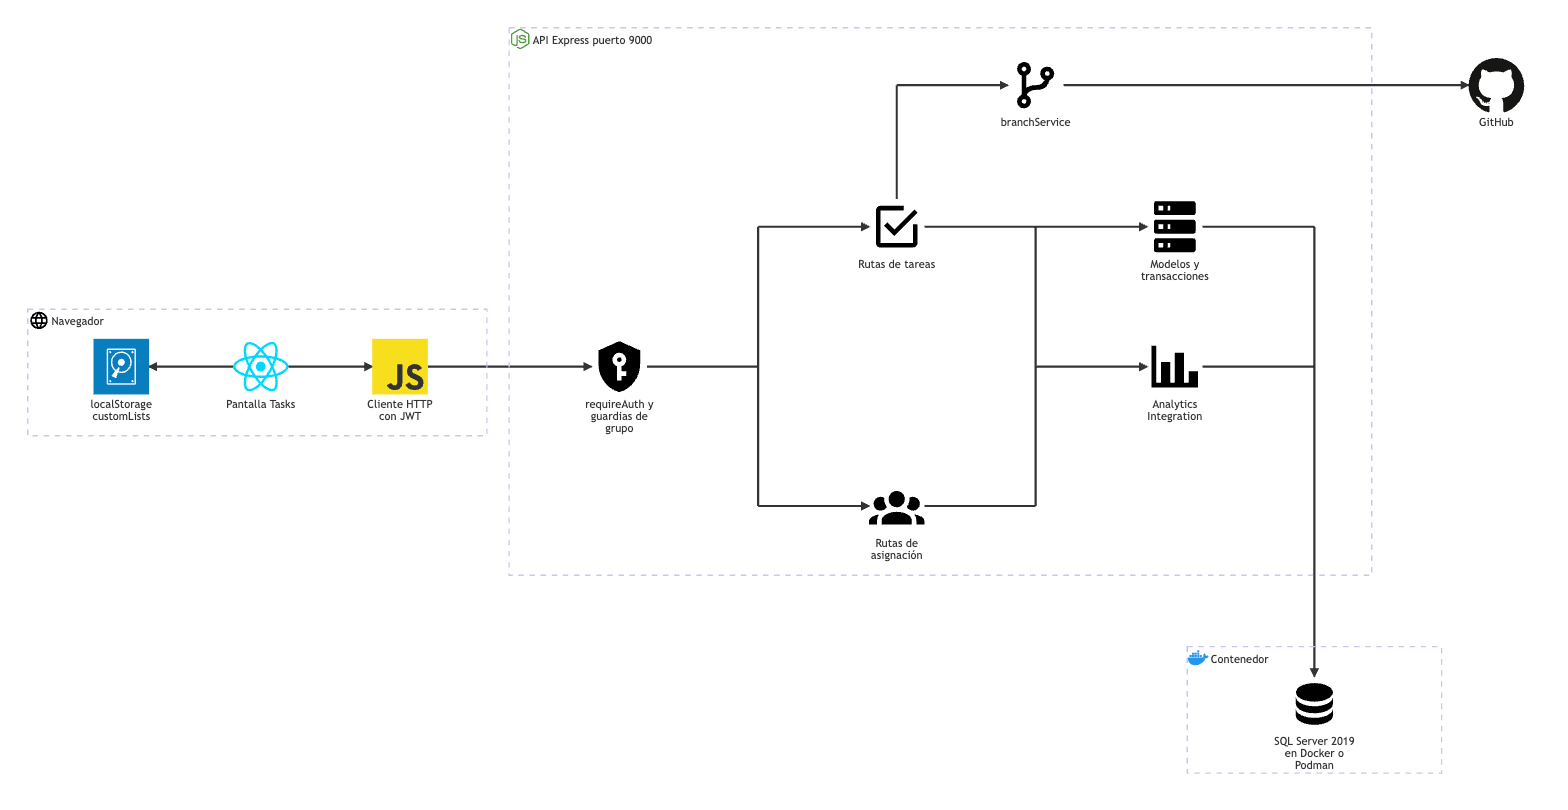 API Express puerto 9000
branchService
GitHub
Rutas de tareas
Modelos y
transacciones
Navegador
JS
localStorage
customLists
Pantalla Tasks
Cliente HTTP
con JWT
requireAuth y
guardias de
grupo
Analytics
Integration
Rutas de
asignación
Contenedor
SQL Server 2019
en Docker o
Podman